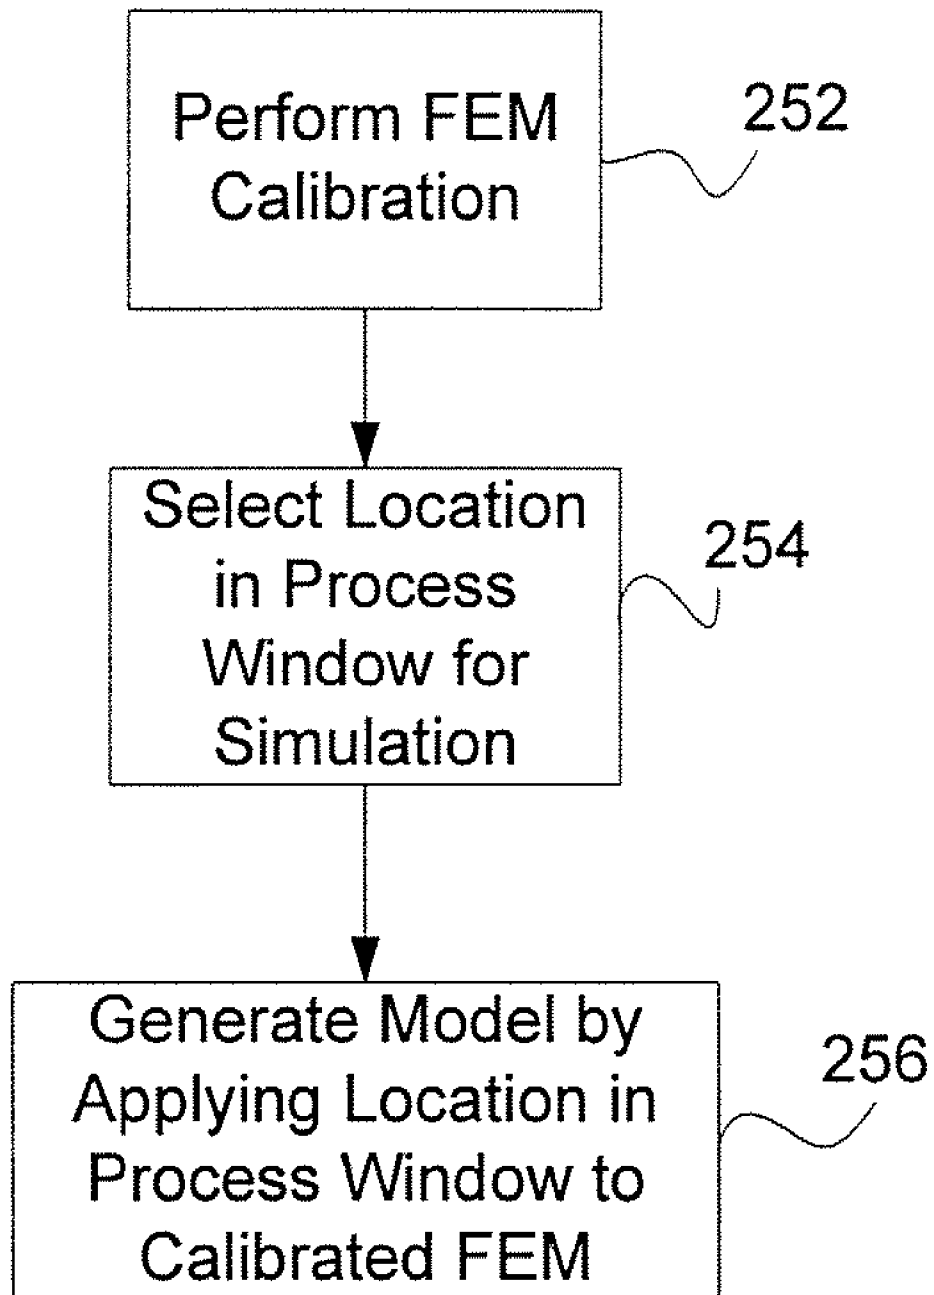 Perform FEM
Calibration
252
Select Location
in Process
Window for
Simulation
254
Generate Model by
Applying Location in
Process Window to
Calibrated FEM
256